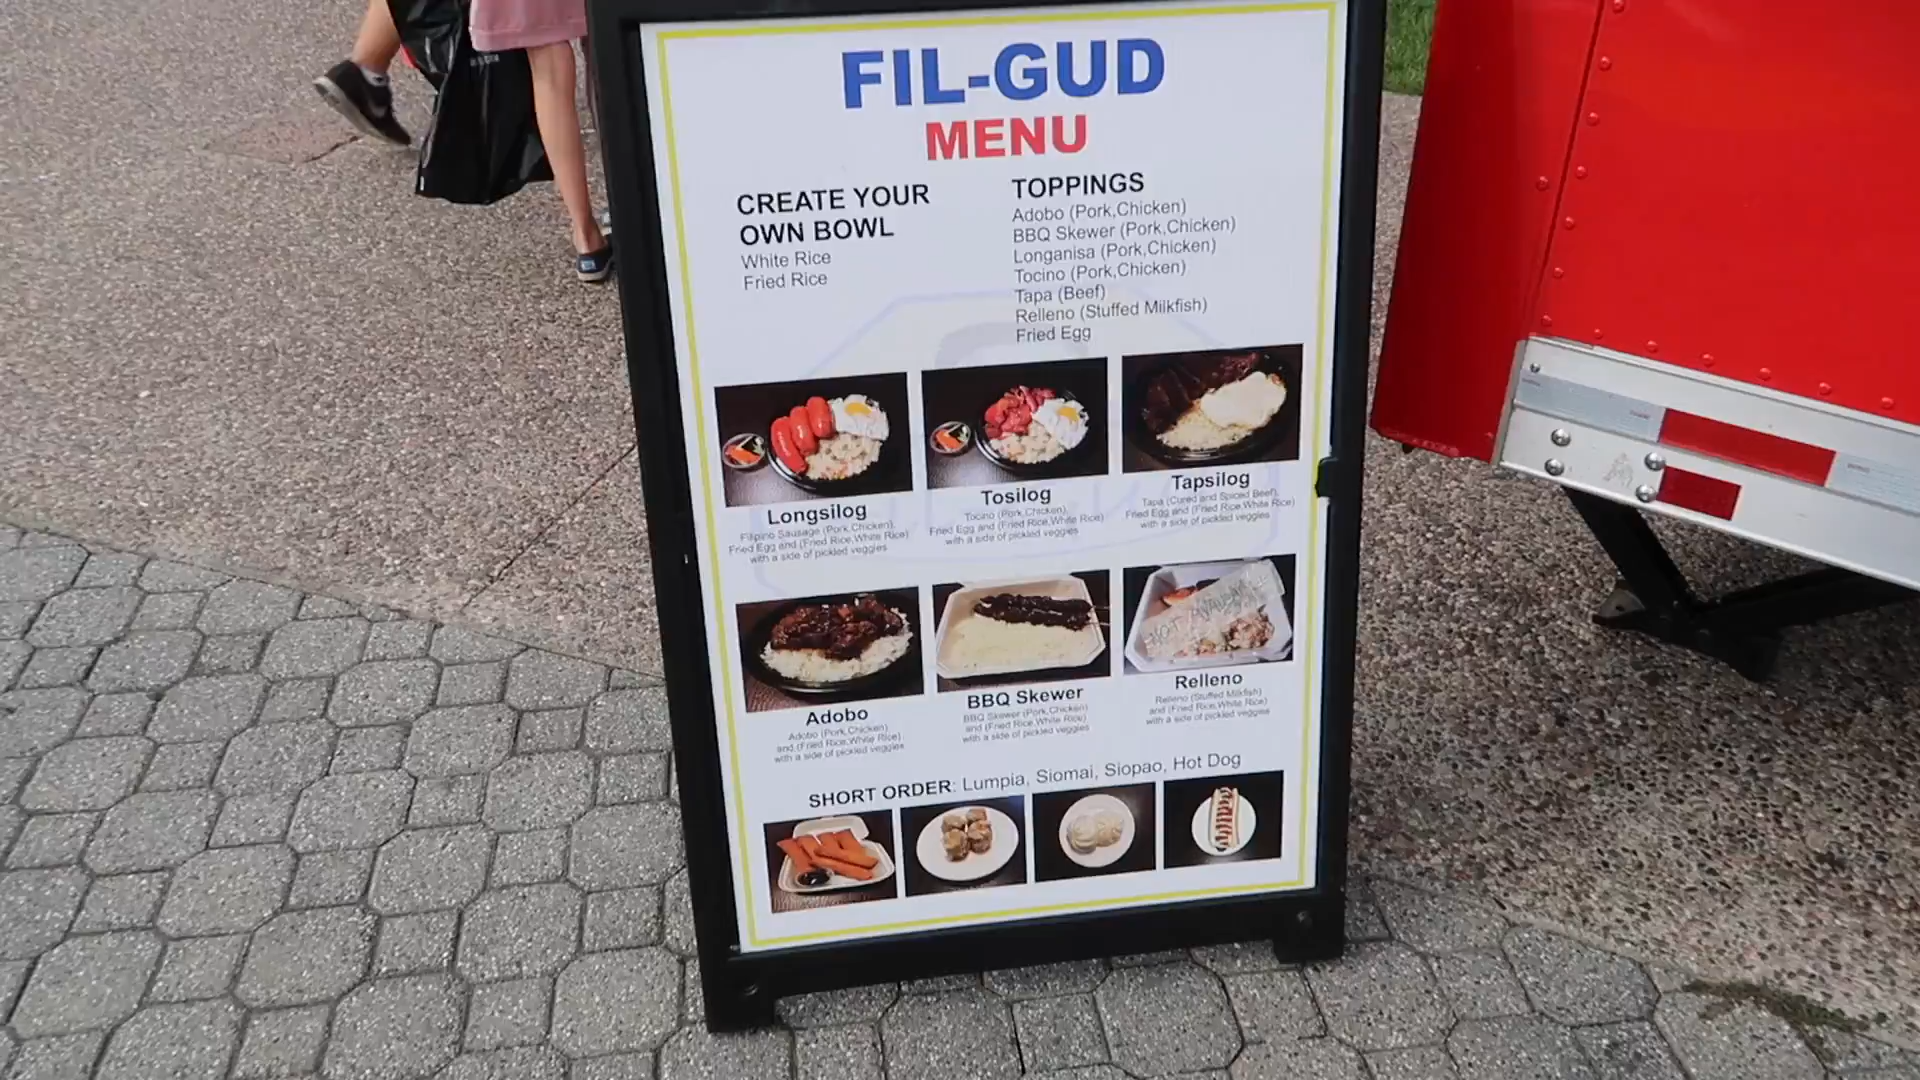 FIL-GUD
MENU
CREATE YOUR
OWN BOWL
White Rice
Fried Rice
TOPPINGS
Adobo (Pork,Chicken)
BBQ Skewer (Pork,Chicken)
Longanisa (Pork,Chicken)
Tocino (Pork,Chicken)
Tapa (Beef)
Relleno (Stuffed Milkfish)
Fried Egg
Longsilog
Filipino Sausage (Pork,Chicken),
Fried Egg and (Fried Rice,White Rice)
with a side of pickled veggies
Tosilog
Tocino (Pork,Chicken),
Fried Egg and (Fried Rice,White Rice)
with a side of pickled veggies
Tapsilog
Tapa (Cured and Spiced Beef),
Fried Egg and (Fried Rice,White Rice)
with a side of pickled veggies
Adobo
Adobo (Pork,Chicken)
and (Fried Rice,White Rice)
with a side of pickled veggies
BBQ Skewer
BBQ Skewer (Pork,Chicken)
and (Fried Rice,White Rice)
with a side of pickled veggies
NOT AVAILABLE
Relleno
Relleno (Stuffed Milkfish)
and (Fried Rice,White Rice)
with a side of pickled veggies
SHORT ORDER: Lumpia, Siomai, Siopao, Hot Dog